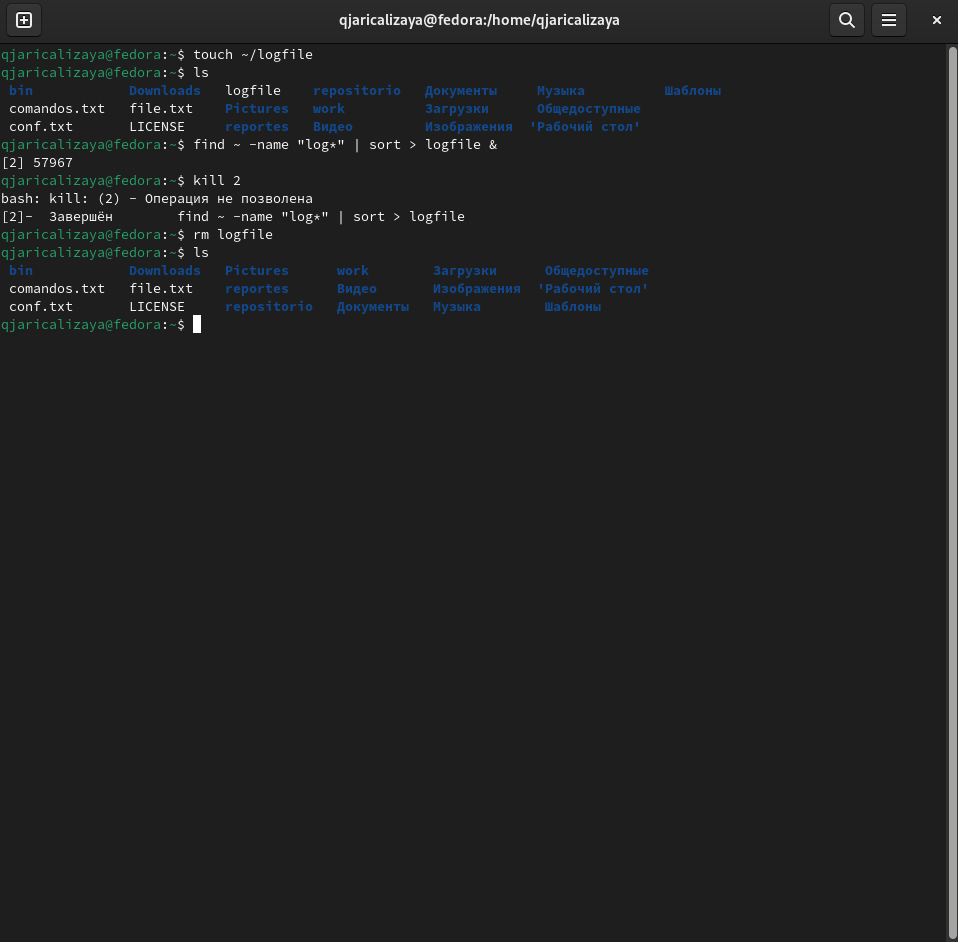 qjaricalizaya@fedora:/home/qjaricalizaya
qjaricalizaya@fedora:~$ touch ~/logfile
qjaricalizaya@fedora:~$ ls
bin Downloads logfile repositorio Документы Музыка Шаблоны
comandos.txt file.txt Pictures work Загрузки Общедоступные
conf.txt LICENSE reportes Видео Изображения 'Рабочий стол'
qjaricalizaya@fedora:~$ find ~ -name "log*" | sort > logfile &
[2] 57967
qjaricalizaya@fedora:~$ kill 2
bash: kill: (2) - Операция не позволена
[2]- Завершён find ~ -name "log*" | sort > logfile
qjaricalizaya@fedora:~$ rm logfile
qjaricalizaya@fedora:~$ ls
bin Downloads Pictures work Загрузки Общедоступные
comandos.txt file.txt reportes Видео Изображения 'Рабочий стол'
conf.txt LICENSE repositorio Документы Музыка Шаблоны
qjaricalizaya@fedora:~$